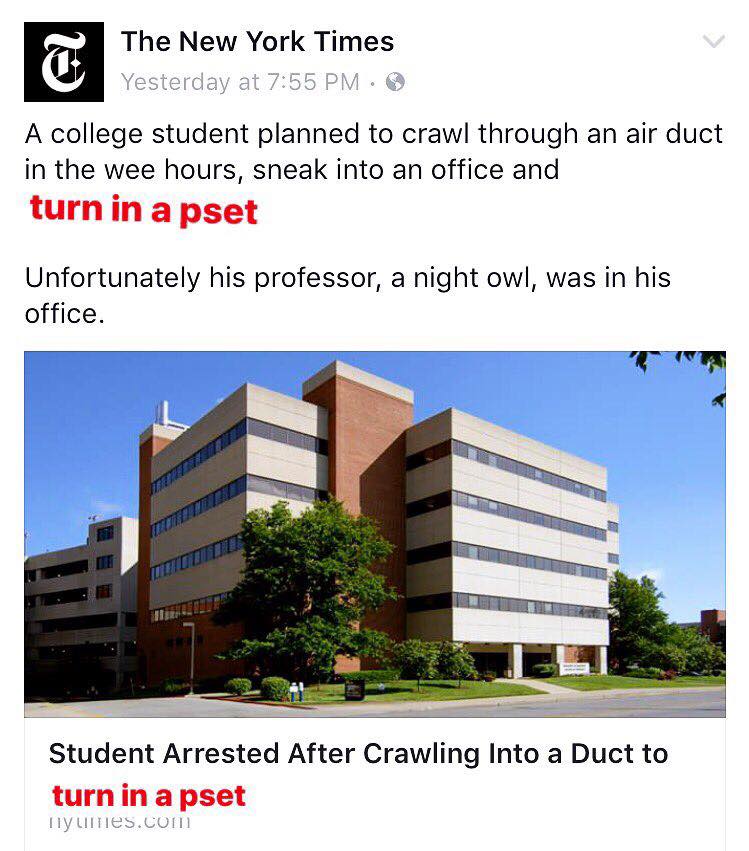 The New York Times
Yesterday at 7:55 PM ·
A college student planned to crawl through an air duct
in the wee hours, sneak into an office and
turn in a pset
Unfortunately his professor, a night owl, was in his
office.
Student Arrested After Crawling Into a Duct to
turn in a pset
nytimes.com